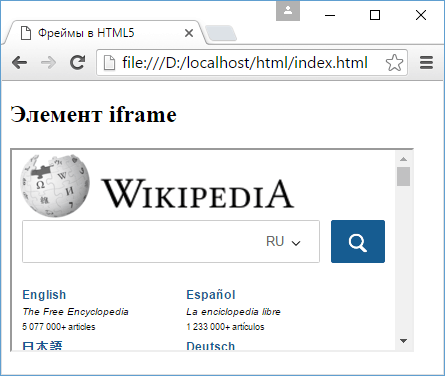 Фреймы в HTML5
file:///D:/localhost/html/index.html
Элемент iframe
WIKIPEDIA
RU
English Español
The Free Encyclopedia La enciclopedia libre
5 077 000+ articles 1 233 000+ artículos
日本語 Deutsch